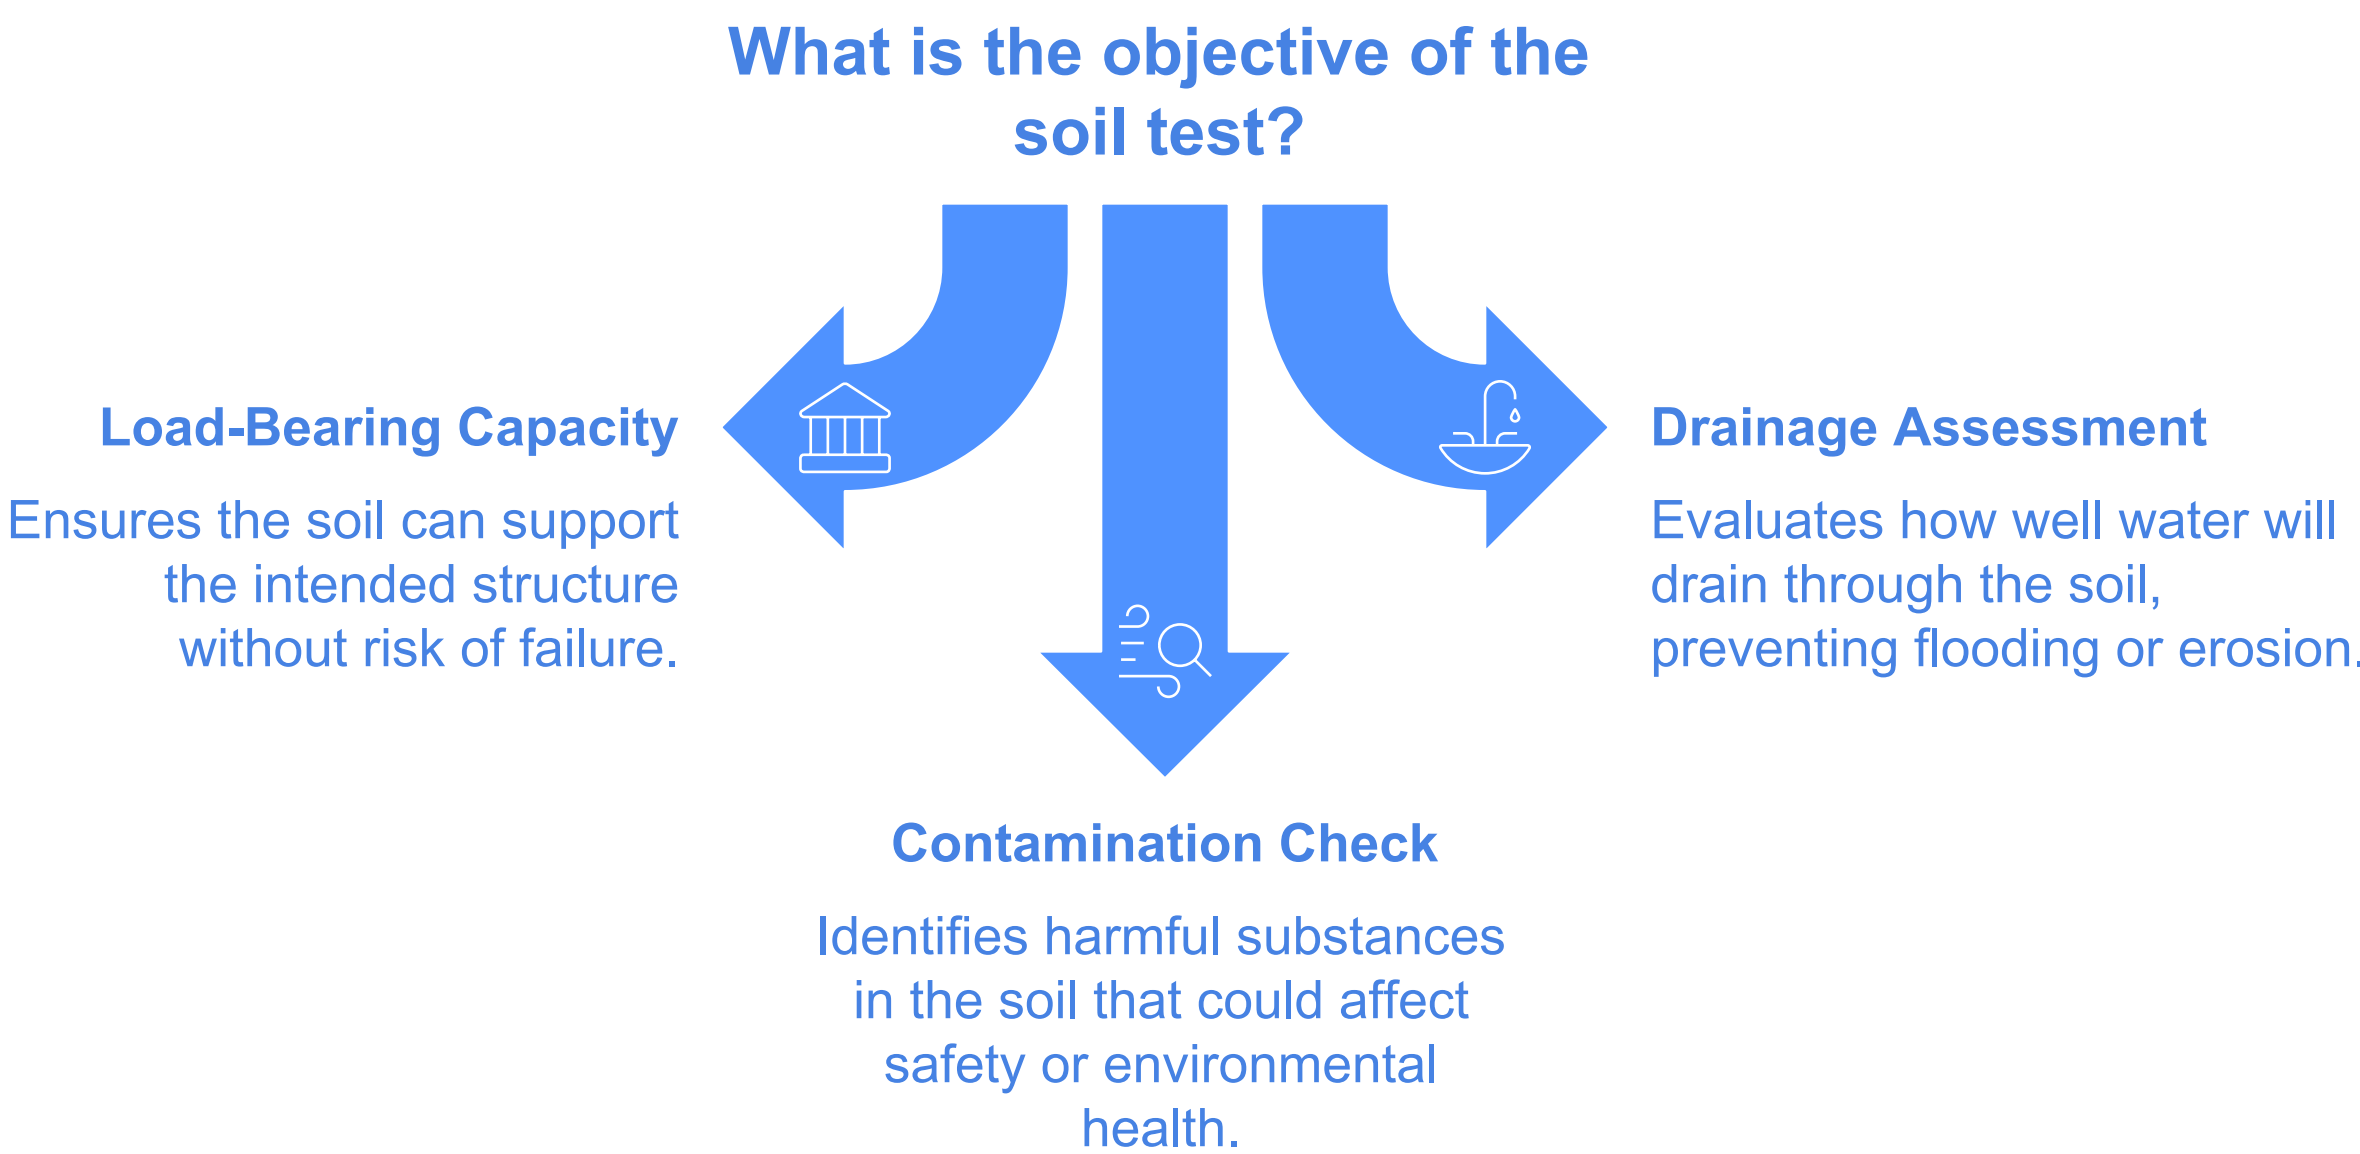 What is the objective of the
soil test?
Load-Bearing Capacity
Ensures the soil can support
the intended structure
without risk of failure.
Drainage Assessment
Evaluates how well water will
drain through the soil,
preventing flooding or erosion.
Contamination Check
Identifies harmful substances
in the soil that could affect
safety or environmental
health.